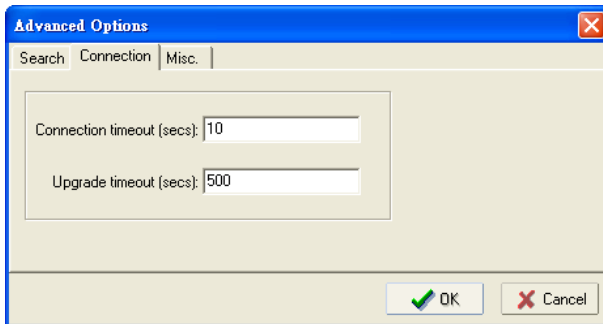 Advanced Options
Search Connection Misc.
Connection timeout (secs): 10
Upgrade timeout (secs): 500
OK Cancel